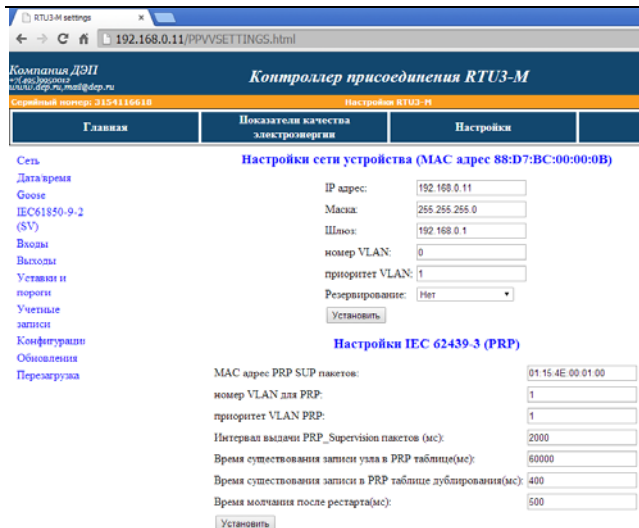 RTU3-M settings
192.168.0.11/PPVVSETTINGS.html
Компания ДЭП
www.dep.ru,mail@dep.ru
Контроллер присоединения RTU3-M
Серийный номер: 3154116618
Настройки RTU3-M
Главная
Показатели качества
электроэнергии
Настройки
Сеть
Дата/время
Goose
IEC61850-9-2
(SV)
Входы
Выходы
Уставки и
пороги
Учетные
записи
Конфигурации
Обновления
Перезагрузка
Настройки сети устройства (MAC адрес 88:D7:BC:00:00:0B)
IP адрес: 192.168.0.11
Маска: 255.255.255.0
Шлюз: 192.168.0.1
номер VLAN: 0
приоритет VLAN: 1
Резервирование: Нет
Установить
Настройки IEC 62439-3 (PRP)
MAC адрес PRP SUP пакетов: 01:15:4E:00:01:00
номер VLAN для PRP: 1
приоритет VLAN PRP: 1
Интервал выдачи PRP_Supervision пакетов (мс): 2000
Время существования записи узла в PRP таблице(мс): 60000
Время существования записи в PRP таблице дублирования(мс): 400
Время молчания после рестарта(мс): 500
Установить